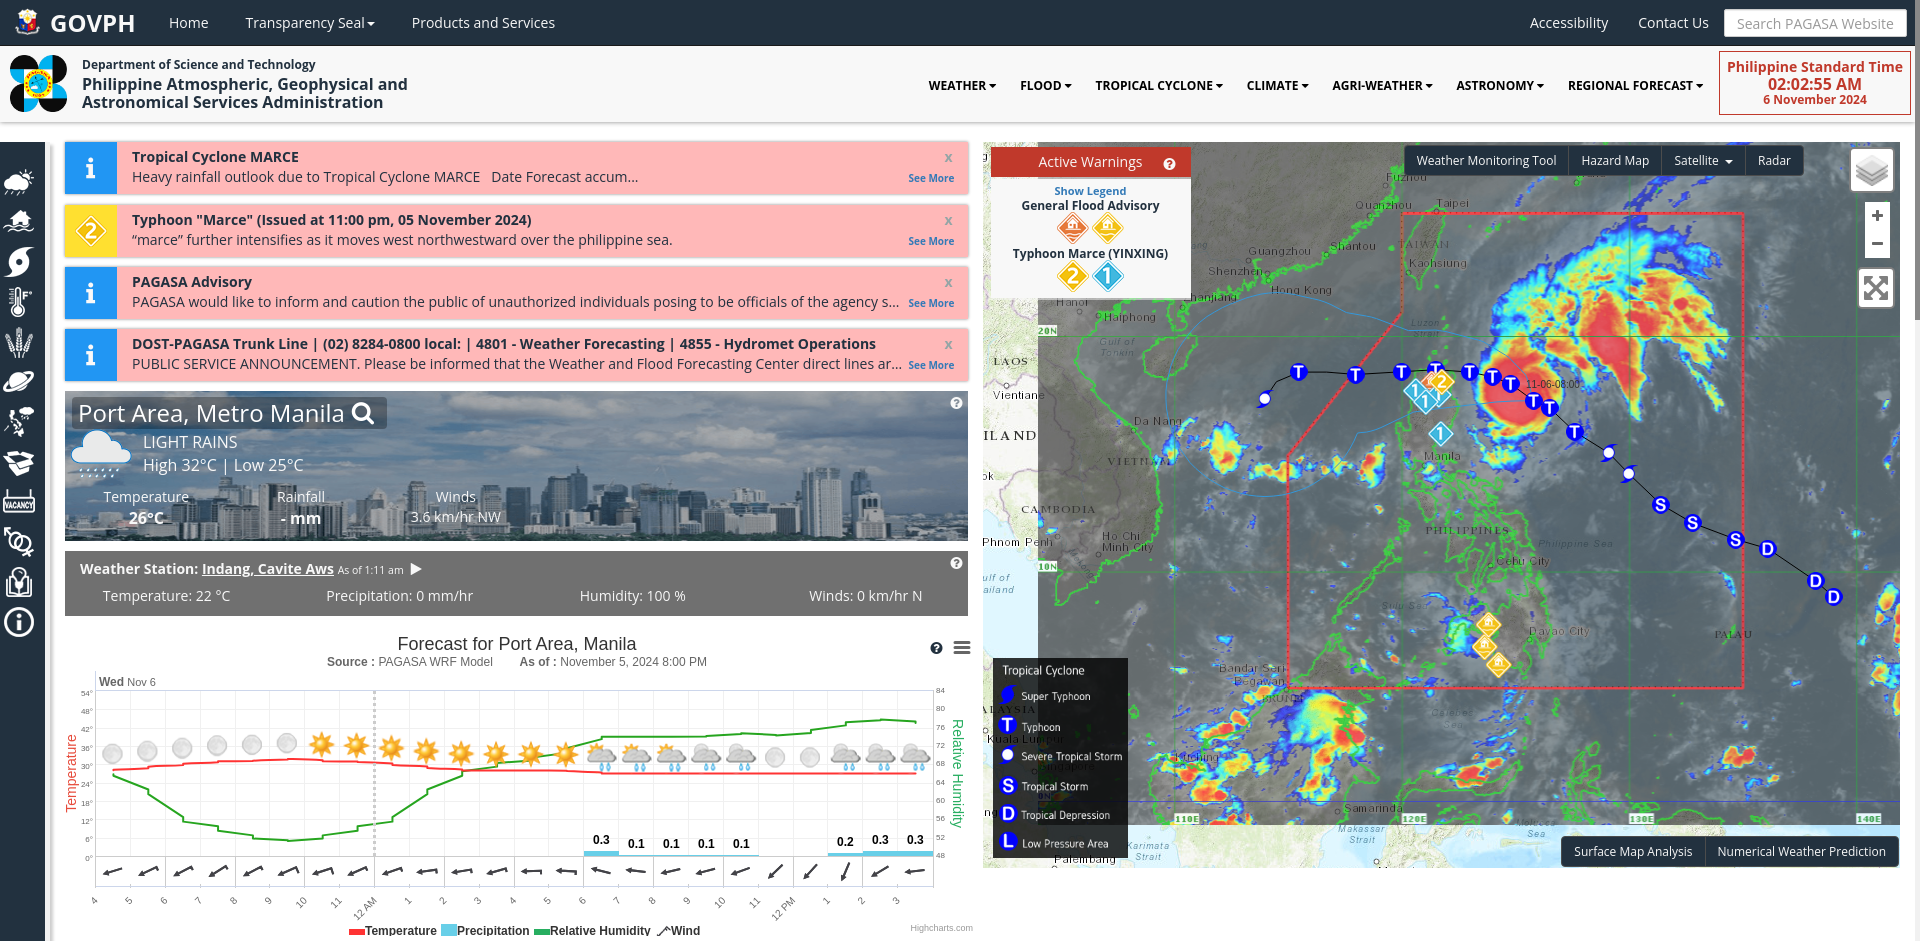 GOVPH
Home
Transparency Seal
Products and Services
Accessibility
Contact Us
Search PAGASA Website
Department of Science and Technology
Philippine Atmospheric, Geophysical and
Astronomical Services Administration
WEATHER
FLOOD
TROPICAL CYCLONE
CLIMATE
AGRI-WEATHER
ASTRONOMY
REGIONAL FORECAST
Philippine Standard Time
02:02:55 AM
6 November 2024
VACANCY
Tropical Cyclone MARCE
x
Heavy rainfall outlook due to Tropical Cyclone MARCE Date Forecast accum...
See More
2
Typhoon "Marce" (Issued at 11:00 pm, 05 November 2024)
x
“marce” further intensifies as it moves west northwestward over the philippine sea.
See More
PAGASA Advisory
x
PAGASA would like to inform and caution the public of unauthorized individuals posing to be officials of the agency s...
See More
DOST-PAGASA Trunk Line | (02) 8284-0800 local: | 4801 - Weather Forecasting | 4855 - Hydromet Operations
x
PUBLIC SERVICE ANNOUNCEMENT. Please be informed that the Weather and Flood Forecasting Center direct lines ar...
See More
Port Area, Metro Manila
LIGHT RAINS
High 32°C | Low 25°C
Temperature
26°C
Rainfall
- mm
Winds
3.6 km/hr NW
Weather Station: Indang, Cavite Aws As of 1:11 am
Temperature: 22 °C
Precipitation: 0 mm/hr
Humidity: 100 %
Winds: 0 km/hr N
Forecast for Port Area, Manila
Source : PAGASA WRF Model As of : November 5, 2024 8:00 PM
Wed Nov 6
Temperature
54°
48°
42°
36°
30°
24°
18°
12°
6°
0°
Relative Humidity
84
80
76
72
68
64
60
56
52
48
0.3
0.1
0.1
0.1
0.1
0.2
0.3
0.3
4
5
6
7
8
9
10
11
12 AM
1
2
3
4
5
6
7
8
9
10
11
12 PM
1
2
3
Temperature
Precipitation
Relative Humidity
Wind
Highcharts.com
Active Warnings
Show Legend
General Flood Advisory
Typhoon Marce (YINXING)
2
1
Weather Monitoring Tool
Hazard Map
Satellite
Radar
+
−
Fuzhou
Quanzhou
Taipei
Guangzhou
Shantou
TAIWAN
Kaohsiung
Shenzhen
Hong Kong
Zhanjiang
Hanoi
Haiphong
20N
Luzon
Strait
Gulf of
Tonkin
LAOS
Vientiane
11-06-08:00
Da Nang
VIETNAM
Manila
CAMBODIA
Phnom Penh
Ho Chi
Minh City
PHILIPPINES
Philippine Sea
Cebu City
10N
Sulu Sea
Davao City
PALAU
Bandar Seri
Begawan
BRUNEI
Kuala Lumpur
Kuching
Samarinda
110E
120E
130E
140E
Makassar
Strait
Karimata
Strait
Palembang
Tropical Cyclone
Super Typhoon
T Typhoon
Severe Tropical Storm
S Tropical Storm
D Tropical Depression
L Low Pressure Area
Surface Map Analysis
Numerical Weather Prediction